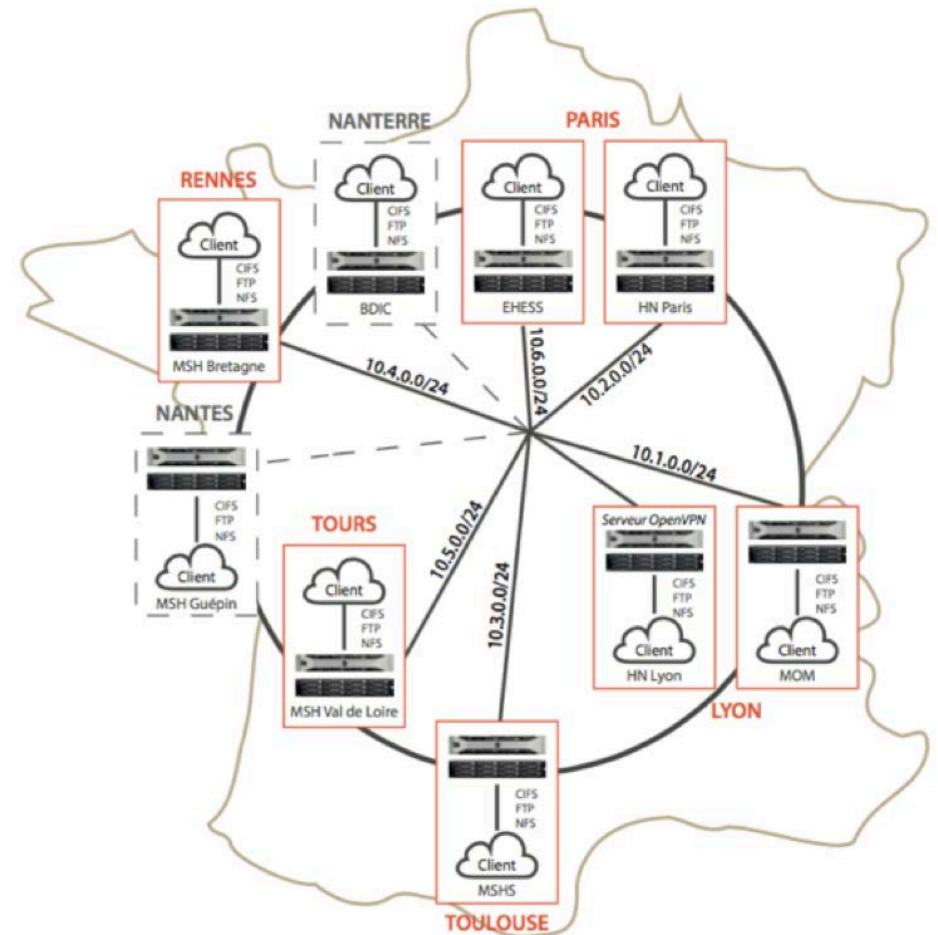 NANTERRE
Client
CIFS
FTP
NFS
BDIC
PARIS
Client
CIFS
FTP
NFS
EHESS
Client
CIFS
FTP
NFS
HN Paris
RENNES
Client
CIFS
FTP
NFS
MSH Bretagne
10.4.0.0/24
10.6.0.0/24
10.2.0.0/24
10.1.0.0/24
10.5.0.0/24
10.3.0.0/24
NANTES
CIFS
FTP
NFS
Client
MSH Guépin
TOURS
Client
CIFS
FTP
NFS
MSH Val de Loire
Serveur OpenVPN
CIFS
FTP
NFS
Client
HN Lyon
CIFS
FTP
NFS
Client
MOM
LYON
CIFS
FTP
NFS
Client
MSHS
TOULOUSE